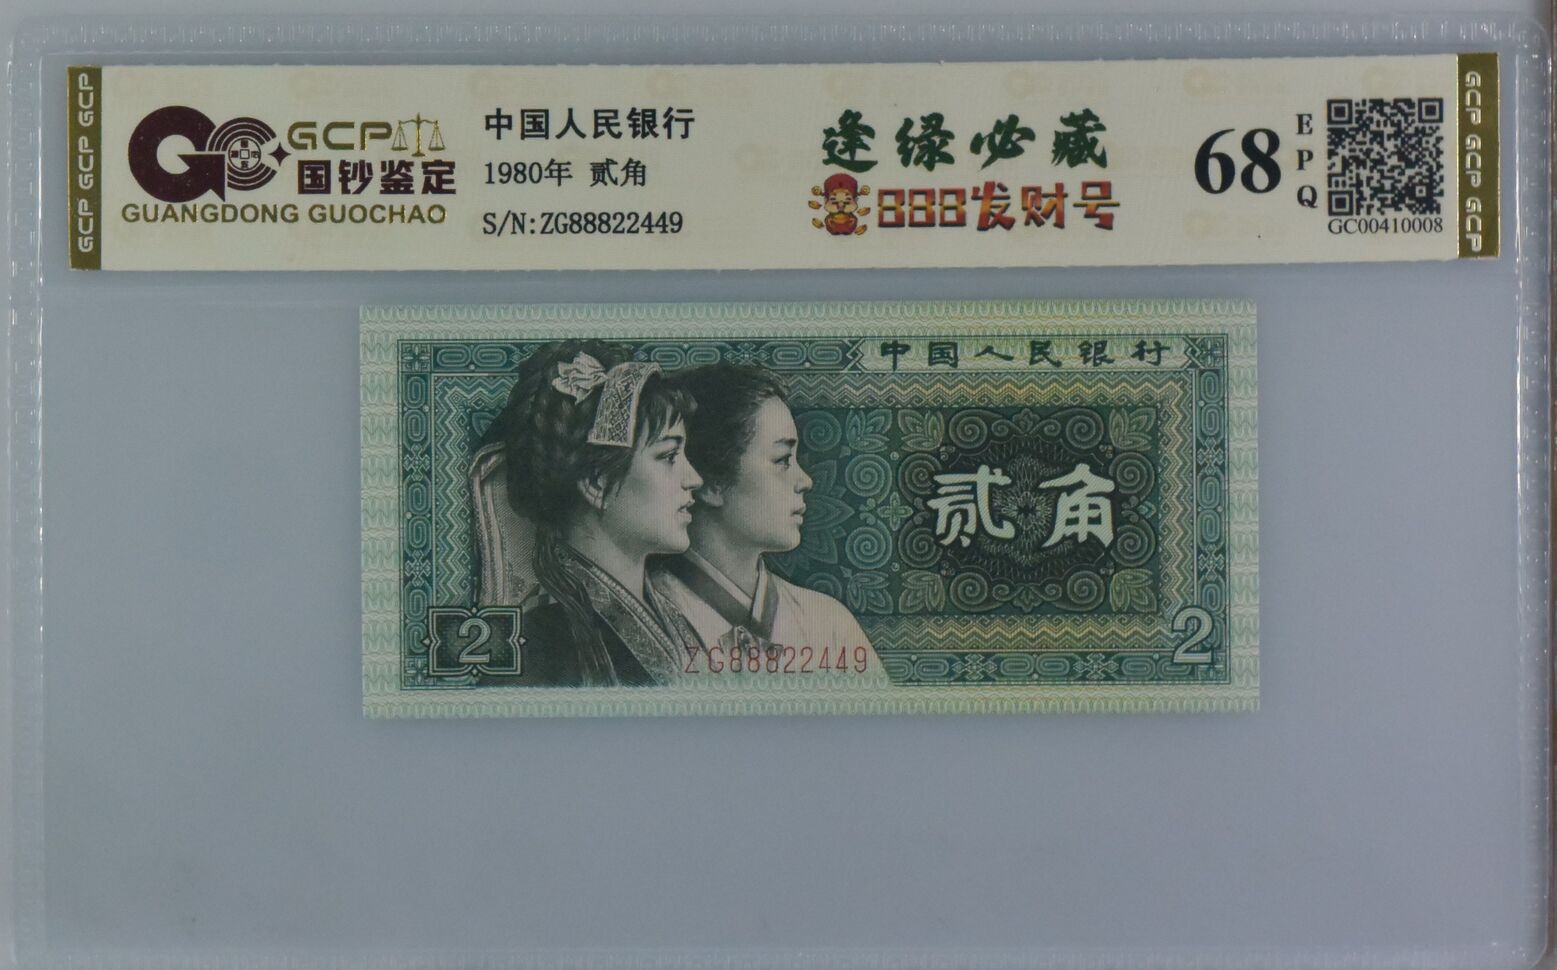 GCP GCP GCP
GCP
国钞鉴定
GUANGDONG GUOCHAO
中国人民银行
1980年 贰角
S/N:ZG88822449
逢缘必藏
888发财号
68
EPQ
GC00410008
GCP GCP GCP
中国人民银行
贰角
2
2
ZG88822449